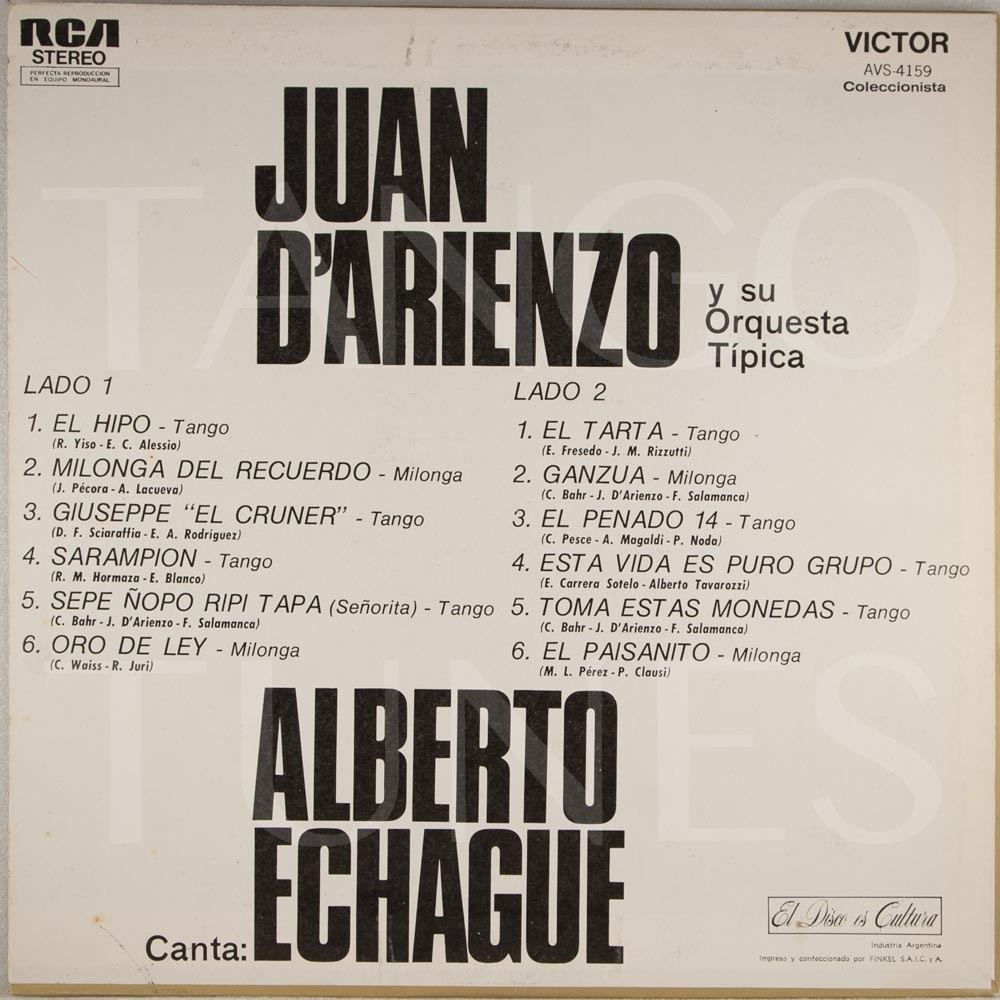 RCA
STEREO
PERFECTA REPRODUCCION
EN EQUIPO MONOAURAL
VICTOR
AVS-4159
Coleccionista
JUAN
D'ARIENZO
y su
Orquesta
Típica
LADO 1
1. EL HIPO - Tango
(R. Yiso - E. C. Alessio)
2. MILONGA DEL RECUERDO - Milonga
(J. Pécora - A. Lacueva)
3. GIUSEPPE "EL CRUNER" - Tango
(D. F. Sciaraffia - E. A. Rodriguez)
4. SARAMPION - Tango
(R. M. Hormaza - E. Blanco)
5. SEPE ÑOPO RIPI TAPA (Señorita) - Tango
(C. Bahr - J. D'Arienzo - F. Salamanca)
6. ORO DE LEY - Milonga
(C. Waiss - R. Juri)
LADO 2
1. EL TARTA - Tango
(E. Fresedo - J. M. Rizzutti)
2. GANZUA - Milonga
(C. Bahr - J. D'Arienzo - F. Salamanca)
3. EL PENADO 14 - Tango
(C. Pesce - A. Magaldi - P. Noda)
4. ESTA VIDA ES PURO GRUPO - Tango
(E. Carrera Sotelo - Alberto Tavarozzi)
5. TOMA ESTAS MONEDAS - Tango
(C. Bahr - J. D'Arienzo - F. Salamanca)
6. EL PAISANITO - Milonga
(M. L. Pérez - P. Clausi)
Canta: ALBERTO
ECHAGUE
El Disco es Cultura
Industria Argentina
Impreso y confeccionado por FINKEL S.A.I.C. y A.
TANGO
TUNES